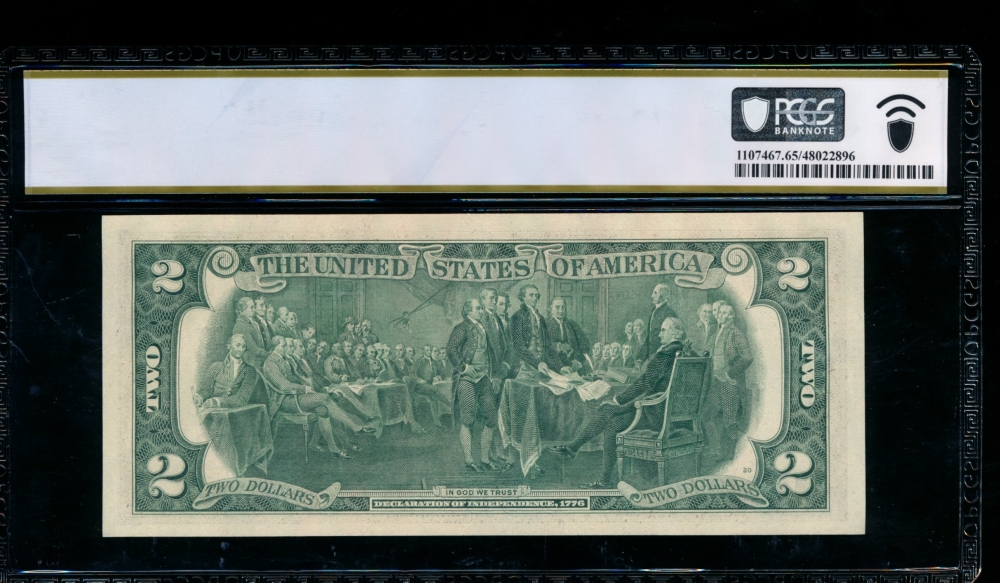 PCGS
BANKNOTE
1107467.65/48022896
THE UNITED STATES OF AMERICA
2 2
TWO TWO
2 2
20
TWO DOLLARS IN GOD WE TRUST TWO DOLLARS
DECLARATION OF INDEPENDENCE, 1776